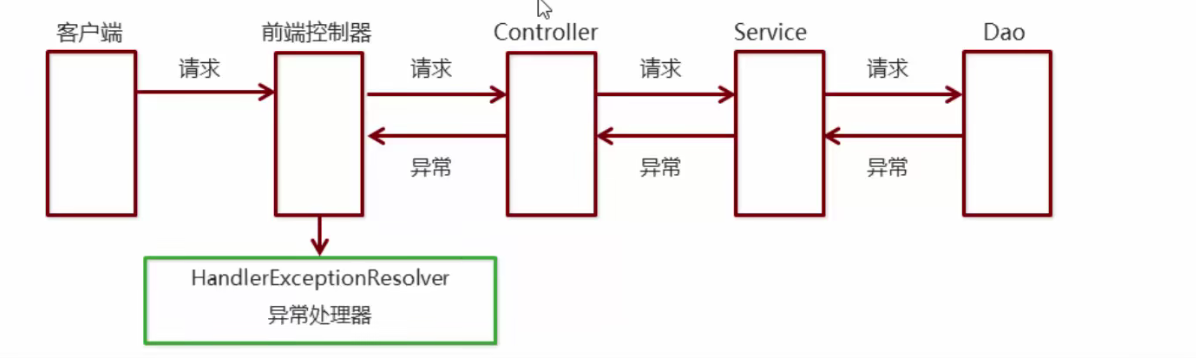 客户端 前端控制器 Controller Service Dao
请求 请求 请求 请求
异常 异常 异常
HandlerExceptionResolver
异常处理器